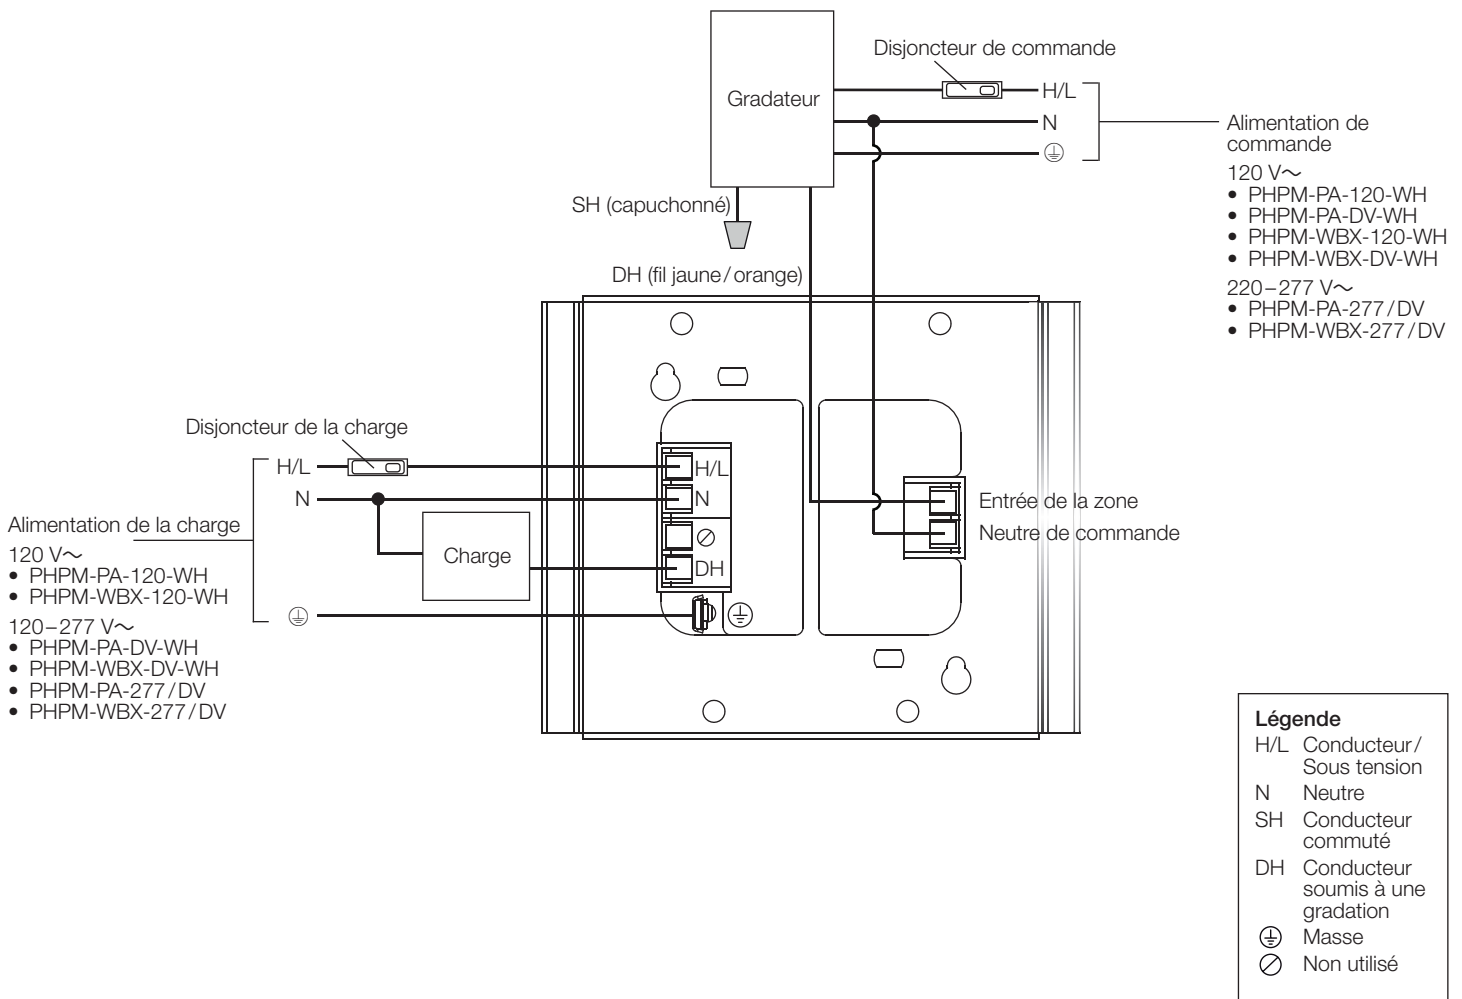 Disjoncteur de commande
Gradateur
H/L
N
Alimentation de
commande
120 V~
• PHPM-PA-120-WH
• PHPM-PA-DV-WH
• PHPM-WBX-120-WH
• PHPM-WBX-DV-WH
220–277 V~
• PHPM-PA-277/DV
• PHPM-WBX-277/DV
SH (capuchonné)
DH (fil jaune/orange)
Disjoncteur de la charge
H/L
N
Alimentation de la charge
120 V~
• PHPM-PA-120-WH
• PHPM-WBX-120-WH
120–277 V~
• PHPM-PA-DV-WH
• PHPM-WBX-DV-WH
• PHPM-PA-277/DV
• PHPM-WBX-277/DV
Charge
H/L
N
DH
Entrée de la zone
Neutre de commande
Légende
H/L Conducteur/
Sous tension
N Neutre
SH Conducteur
commuté
DH Conducteur
soumis à une
gradation
Masse
Non utilisé